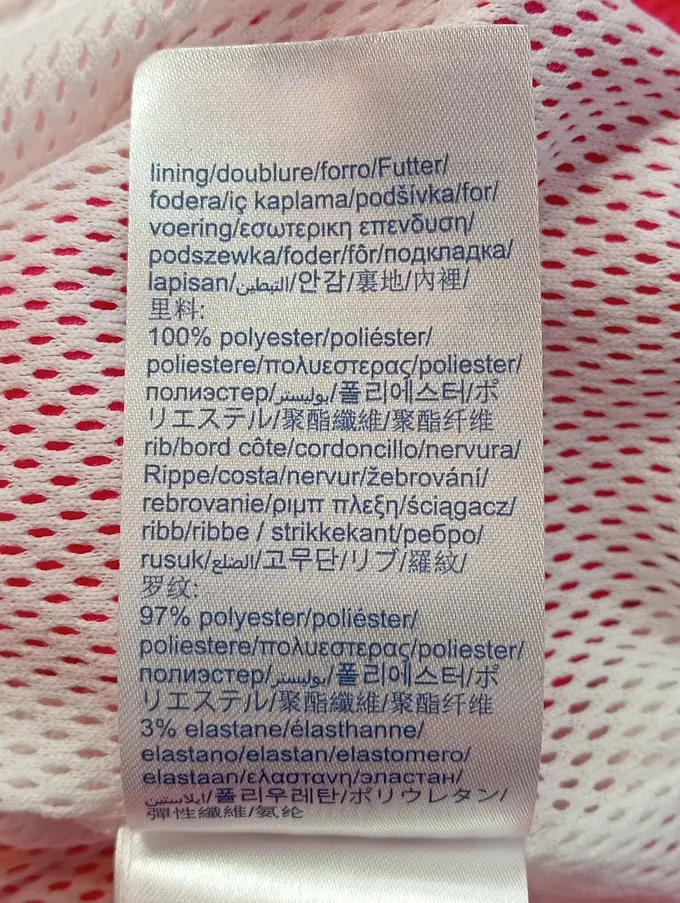 lining/doublure/forro/Futter/
fodera/iç kaplama/podšívka/for/
voering/εσωτερικη επενδυση/
podszewka/foder/fôr/подкладка/
lapisan/التبطين/안감/裏地/內裡/
里料:
100% polyester/poliéster/
poliestere/πολυεστερας/poliester/
полиэстер/بوليستر/폴리에스터/ポ
リエステル/聚酯纖維/聚酯纤维
rib/bord côte/cordoncillo/nervura/
Rippe/costa/nervur/žebrování/
rebrovanie/ριμπ πλεξη/ściągacz/
ribb/ribbe / strikkekant/ребро/
rusuk/الضلع/고무단/リブ/羅紋/
罗纹:
97% polyester/poliéster/
poliestere/πολυεστερας/poliester/
полиэстер/بوليستر/폴리에스터/ポ
リエステル/聚酯纖維/聚酯纤维
3% elastane/élasthanne/
elastano/elastan/elastomero/
elastaan/ελαστανη/эластан/
ايلاستين/폴리우레탄/ポリウレタン/
彈性纖維/氨纶